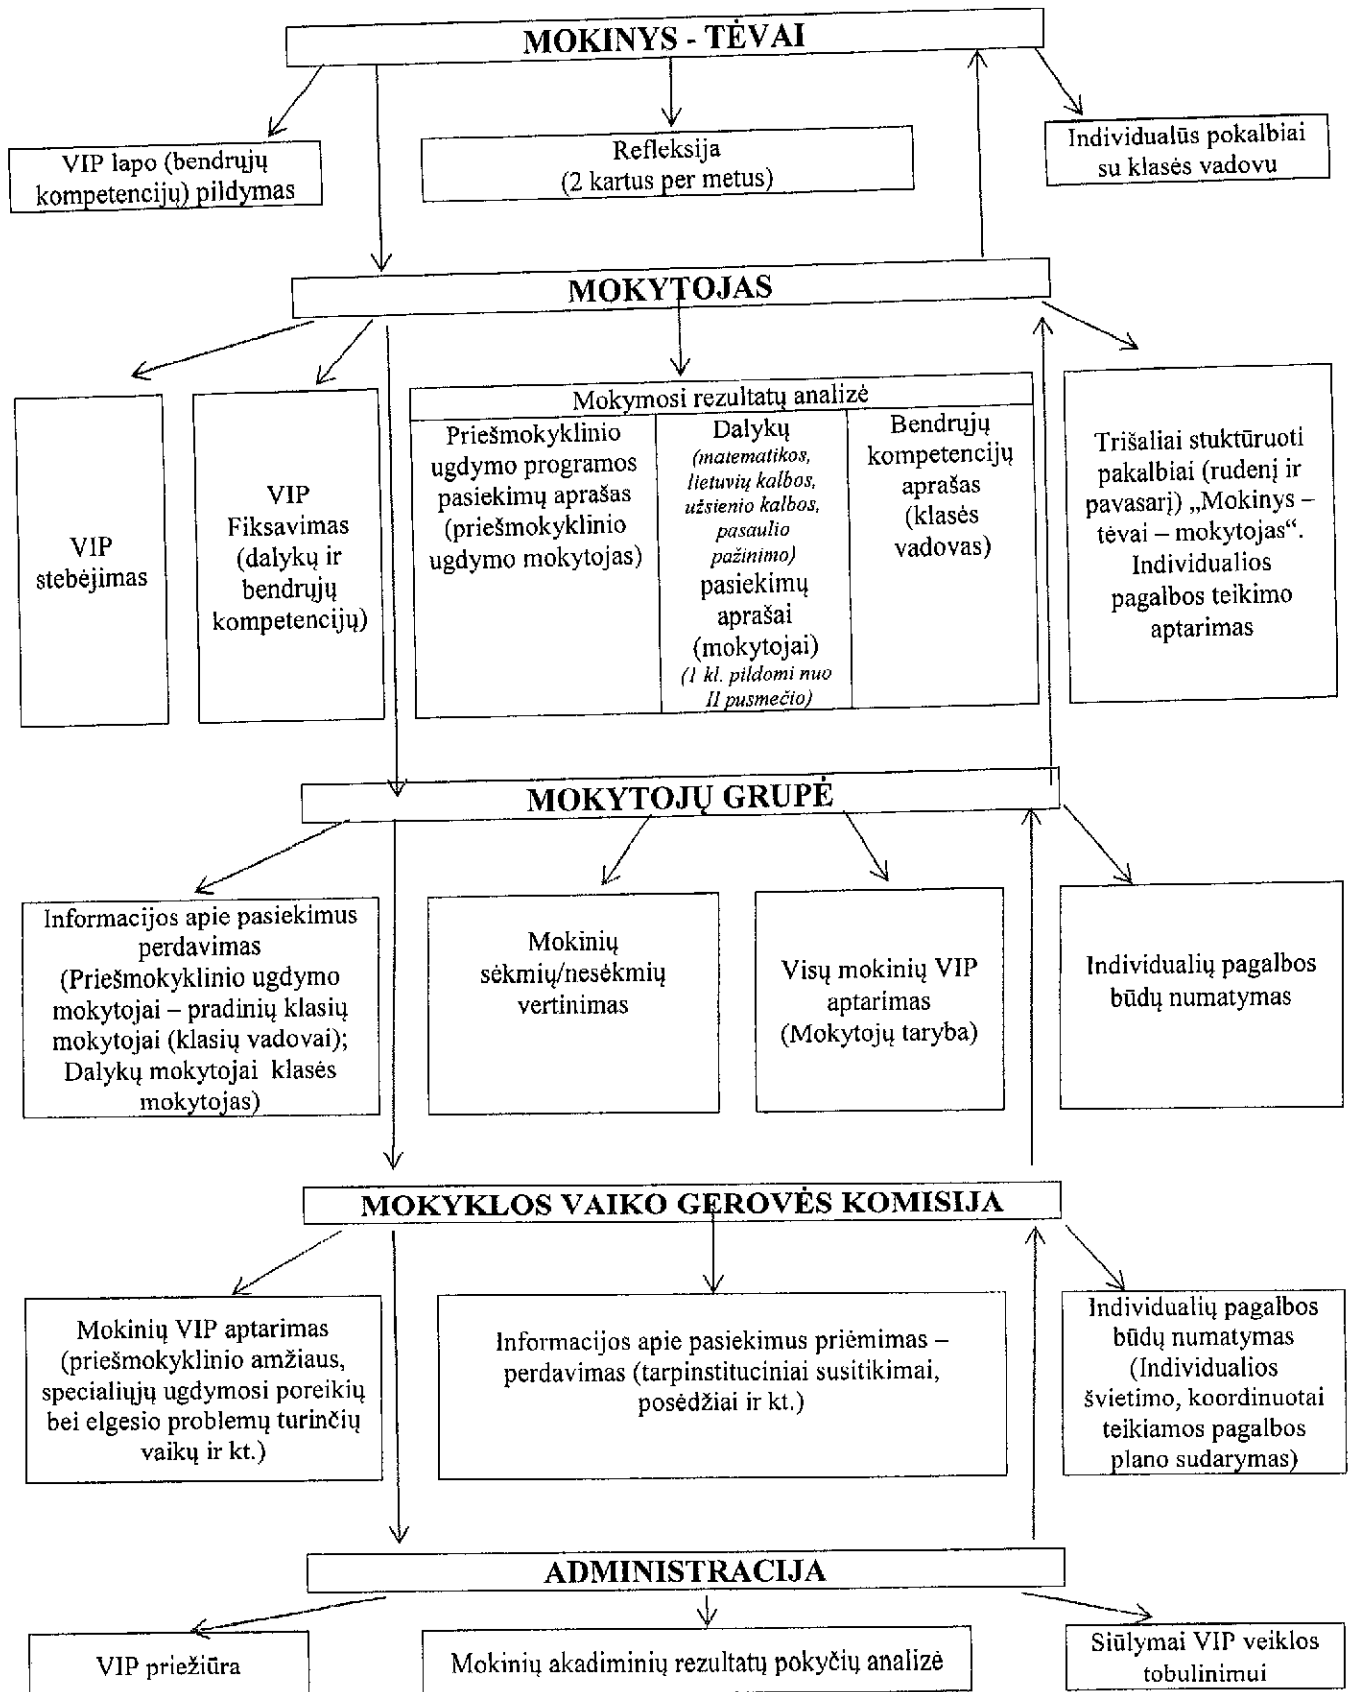 MOKINYS - TĖVAI
VIP lapo (bendrųjų
kompetencijų) pildymas
Refleksija
(2 kartus per metus)
Individualūs pokalbiai
su klasės vadovu
MOKYTOJAS
VIP
stebėjimas
VIP
Fiksavimas
(dalykų ir
bendrųjų
kompetencijų)
Mokymosi rezultatų analizė
Priešmokyklinio
ugdymo programos
pasiekimų aprašas
(priešmokyklinio
ugdymo mokytojas)
Dalykų
(matematikos,
lietuvių kalbos,
užsienio kalbos,
pasaulio
pažinimo)
pasiekimų
aprašai
(mokytojai)
(1 kl. pildomi nuo
II pusmečio)
Bendrųjų
kompetencijų
aprašas
(klasės
vadovas)
Trišaliai stuktūruoti
pakalbiai (rudenį ir
pavasarį) „Mokinys –
tėvai – mokytojas“.
Individualios
pagalbos teikimo
aptarimas
MOKYTOJŲ GRUPĖ
Informacijos apie pasiekimus
perdavimas
(Priešmokyklinio ugdymo
mokytojai – pradinių klasių
mokytojai (klasių vadovai);
Dalykų mokytojai klasės
mokytojas)
Mokinių
sėkmių/nesėkmių
vertinimas
Visų mokinių VIP
aptarimas
(Mokytojų taryba)
Individualių pagalbos
būdų numatymas
MOKYKLOS VAIKO GEROVĖS KOMISIJA
Mokinių VIP aptarimas
(priešmokyklinio amžiaus,
specialiųjų ugdymosi poreikių
bei elgesio problemų turinčių
vaikų ir kt.)
Informacijos apie pasiekimus priėmimas –
perdavimas (tarpinstituciniai susitikimai,
posėdžiai ir kt.)
Individualių pagalbos
būdų numatymas
(Individualios
švietimo, koordinuotai
teikiamos pagalbos
plano sudarymas)
ADMINISTRACIJA
VIP priežiūra
Mokinių akadiminių rezultatų pokyčių analizė
Siūlymai VIP veiklos
tobulinimui